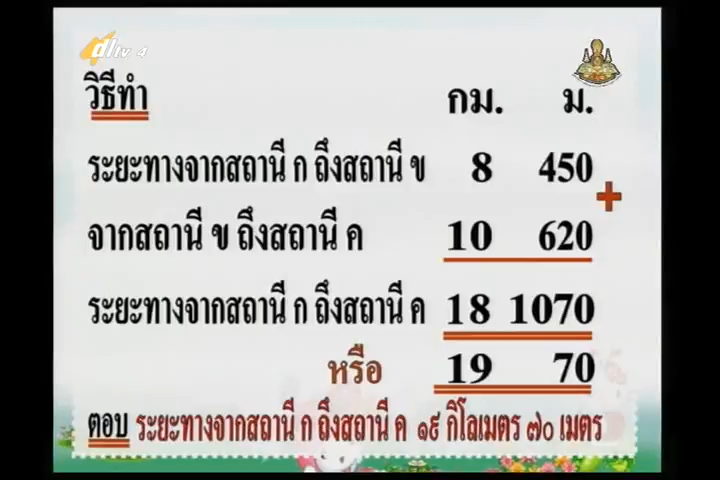 dltv 4
วิธีทำ กม. ม.
ระยะทางจากสถานี ก ถึงสถานี ข 8 450
+
จากสถานี ข ถึงสถานี ค 10 620
ระยะทางจากสถานี ก ถึงสถานี ค 18 1070
หรือ 19 70
ตอบ ระยะทางจากสถานี ก ถึงสถานี ค ๑๙ กิโลเมตร ๗๐ เมตร